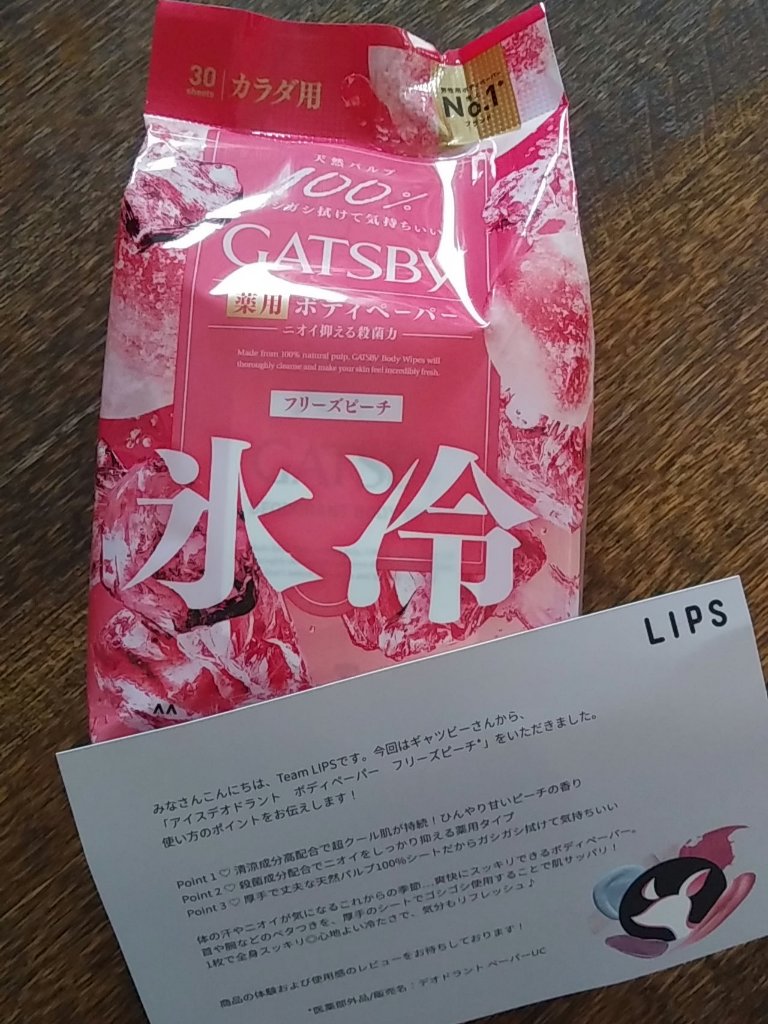 30
sheets
カラダ用
男性用ボディペーパー
No.1*
ブランド
天然パルプ
100%
ガシガシ拭けて気持ちいい
GATSBY
薬用 ボディペーパー
ニオイ抑える殺菌力
Made from 100% natural pulp, GATSBY Body Wipes will
thoroughly cleanse and make your skin feel incredibly fresh.
フリーズピーチ
氷冷
LIPS
みなさんこんにちは、Team LIPSです。今回はギャツビーさんから、
「アイスデオドラント ボディペーパー フリーズピーチ*」をいただきました。
使い方のポイントをお伝えします！
Point 1 ♡ 清涼成分高配合で超クール肌が持続！ひんやり甘いピーチの香り
Point 2 ♡ 殺菌成分配合でニオイをしっかり抑える薬用タイプ
Point 3 ♡ 厚手で丈夫な天然パルプ100%シートだからガシガシ拭けて気持ちいい
体の汗やニオイが気になるこれからの季節…爽快にスッキリできるボディペーパー。
首や腕などのベタつきを、厚手のシートでゴシゴシ使用することで肌サッパリ！
1枚で全身スッキリ◎心地よい冷たさで、気分もリフレッシュ♪
商品の体験および使用感のレビューをお待ちしております！
*医薬部外品/販売名：デオドラント ペーパーUC